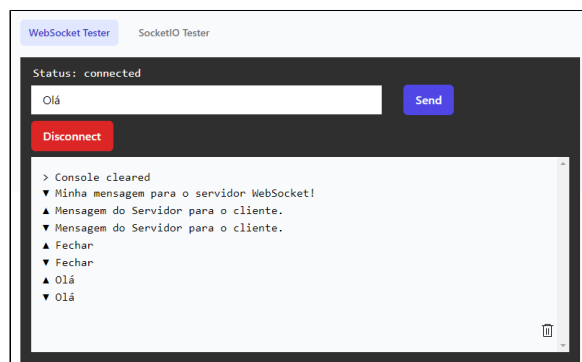 WebSocket Tester SocketIO Tester
Status: connected
Olá Send
Disconnect
> Console cleared
▼ Minha mensagem para o servidor WebSocket!
▲ Mensagem do Servidor para o cliente.
▼ Mensagem do Servidor para o cliente.
▲ Fechar
▼ Fechar
▲ Olá
▼ Olá